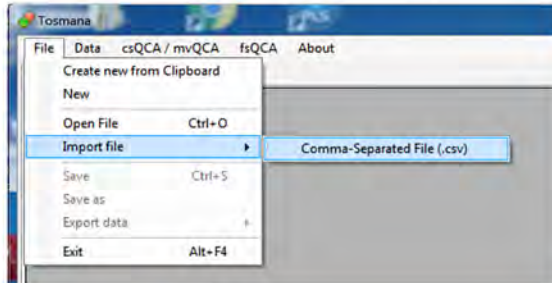 Tosmana
File Data csQCA / mvQCA fsQCA About
Create new from Clipboard
New
Open File Ctrl+O
Import file Comma-Separated File (.csv)
Save Ctrl+S
Save as
Export data
Exit Alt+F4